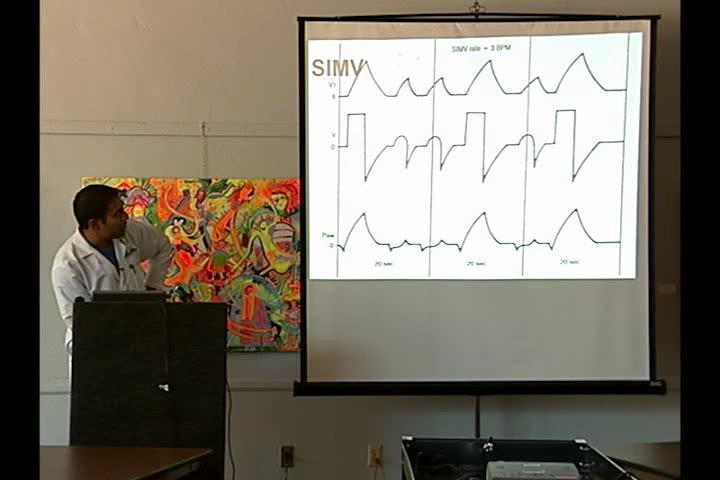 SIMV rate = 3 BPM
SIMV
VT
0
V
0
Paw
0
20 sec. 20 sec. 20 sec.